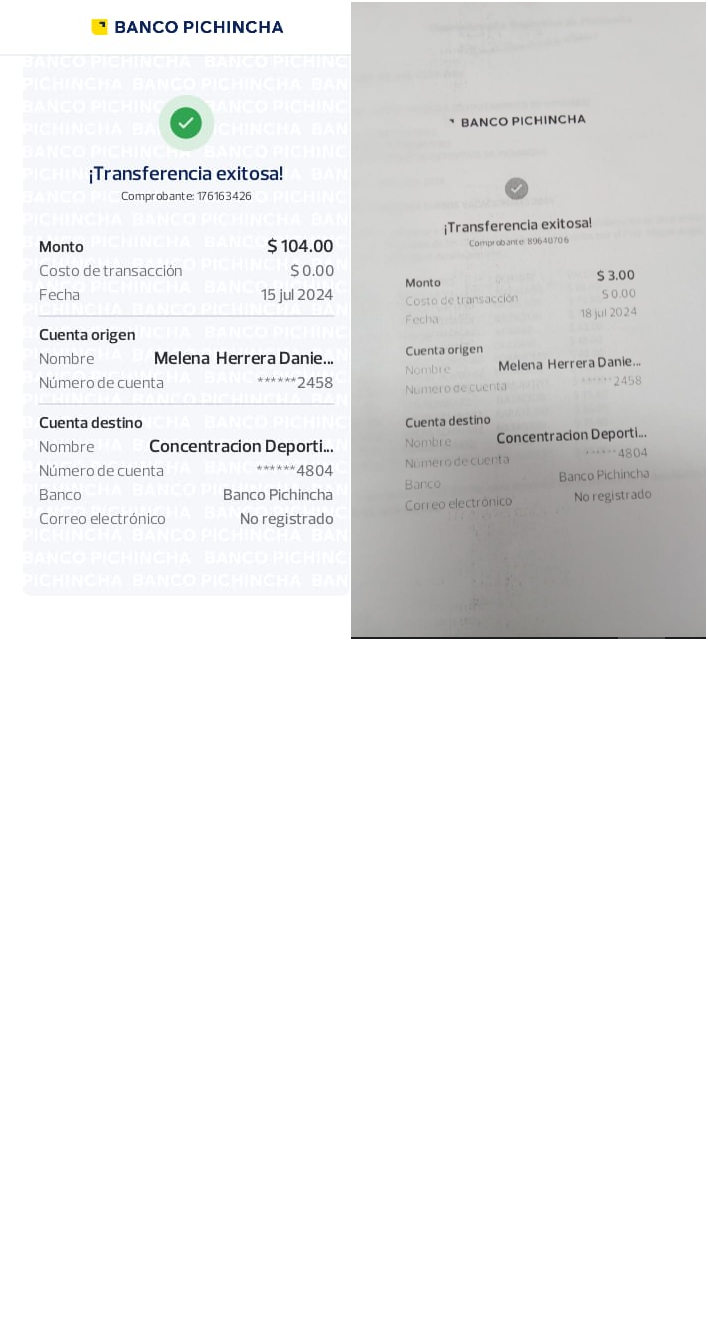 BANCO PICHINCHA
¡Transferencia exitosa!
Comprobante: 176163426
Monto $ 104.00
Costo de transacción $ 0.00
Fecha 15 jul 2024
Cuenta origen
Nombre Melena Herrera Danie...
Número de cuenta ******2458
Cuenta destino
Nombre Concentracion Deporti...
Número de cuenta ******4804
Banco Banco Pichincha
Correo electrónico No registrado
BANCO PICHINCHA
¡Transferencia exitosa!
Comprobante: 89640706
Monto $ 3.00
Costo de transacción $ 0.00
Fecha 18 jul 2024
Cuenta origen
Nombre Melena Herrera Danie...
Numero de cuenta ******2458
Cuenta destino
Nombre Concentracion Deporti...
Número de cuenta ******4804
Banco Banco Pichincha
Correo electrónico No registrado